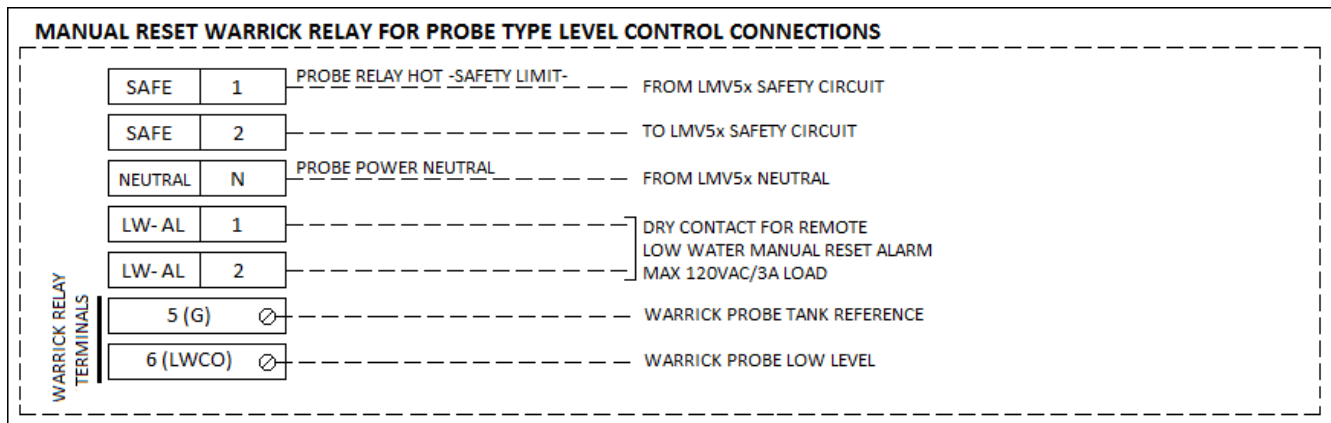 MANUAL RESET WARRICK RELAY FOR PROBE TYPE LEVEL CONTROL CONNECTIONS
SAFE 1 PROBE RELAY HOT -SAFETY LIMIT- FROM LMV5x SAFETY CIRCUIT
SAFE 2 TO LMV5x SAFETY CIRCUIT
NEUTRAL N PROBE POWER NEUTRAL FROM LMV5x NEUTRAL
LW- AL 1
LW- AL 2
DRY CONTACT FOR REMOTE
LOW WATER MANUAL RESET ALARM
MAX 120VAC/3A LOAD
WARRICK RELAY
TERMINALS
5 (G) WARRICK PROBE TANK REFERENCE
6 (LWCO) WARRICK PROBE LOW LEVEL